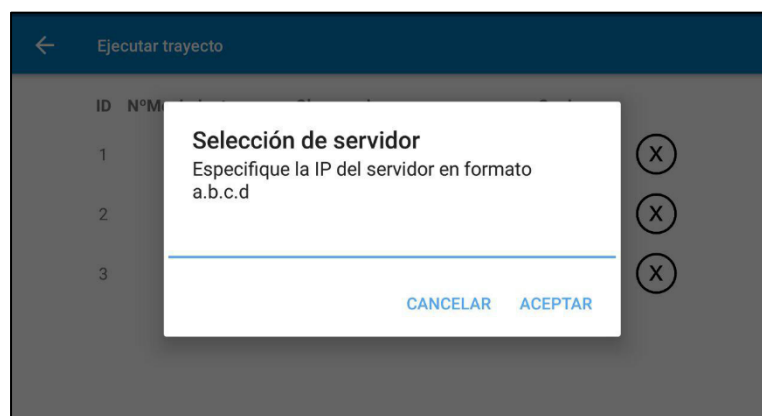 Ejecutar trayecto
ID
1 X
Selección de servidor
Especifique la IP del servidor en formato
a.b.c.d
2 X
3 X
CANCELAR ACEPTAR